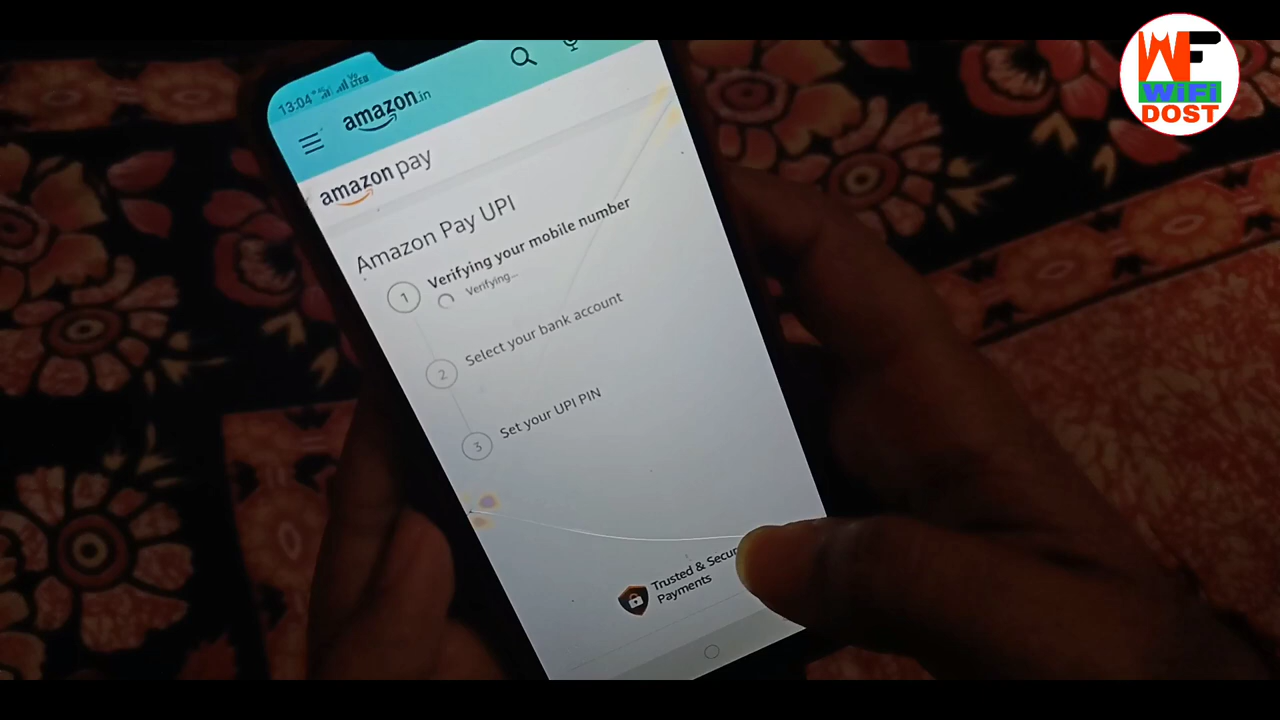 WF
WiFi
DOST
13:04
amazon.in
amazon pay
Amazon Pay UPI
1
Verifying your mobile number
Verifying...
2
Select your bank account
3
Set your UPI PIN
Trusted & Secur
Payments